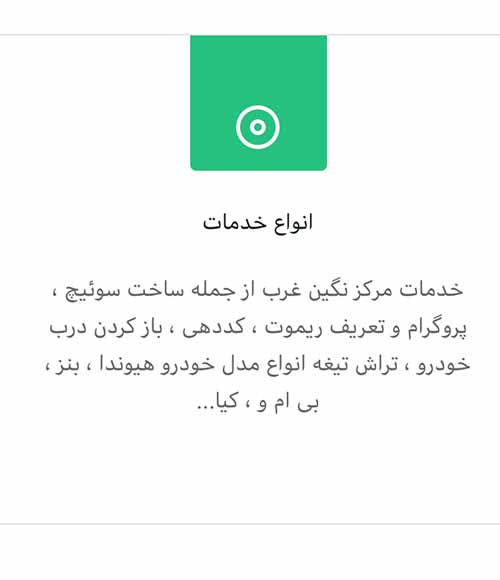 انواع خدمات
خدمات مرکز نگین غرب از جمله ساخت سوئیچ ،
پروگرام و تعریف ریموت ، کددهی ، باز کردن درب
خودرو ، تراش تیغه انواع مدل خودرو هیوندا ، بنز ،
بی ام و ، کیا...